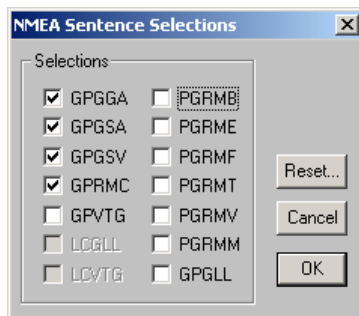 NMEA Sentence Selections
Selections
GPGGA PGRMB
GPGSA PGRME
GPGSV PGRMF
GPRMC PGRMT
GPVTG PGRMV
LCGLL PGRMM
LCVTG GPGLL
Reset...
Cancel
OK